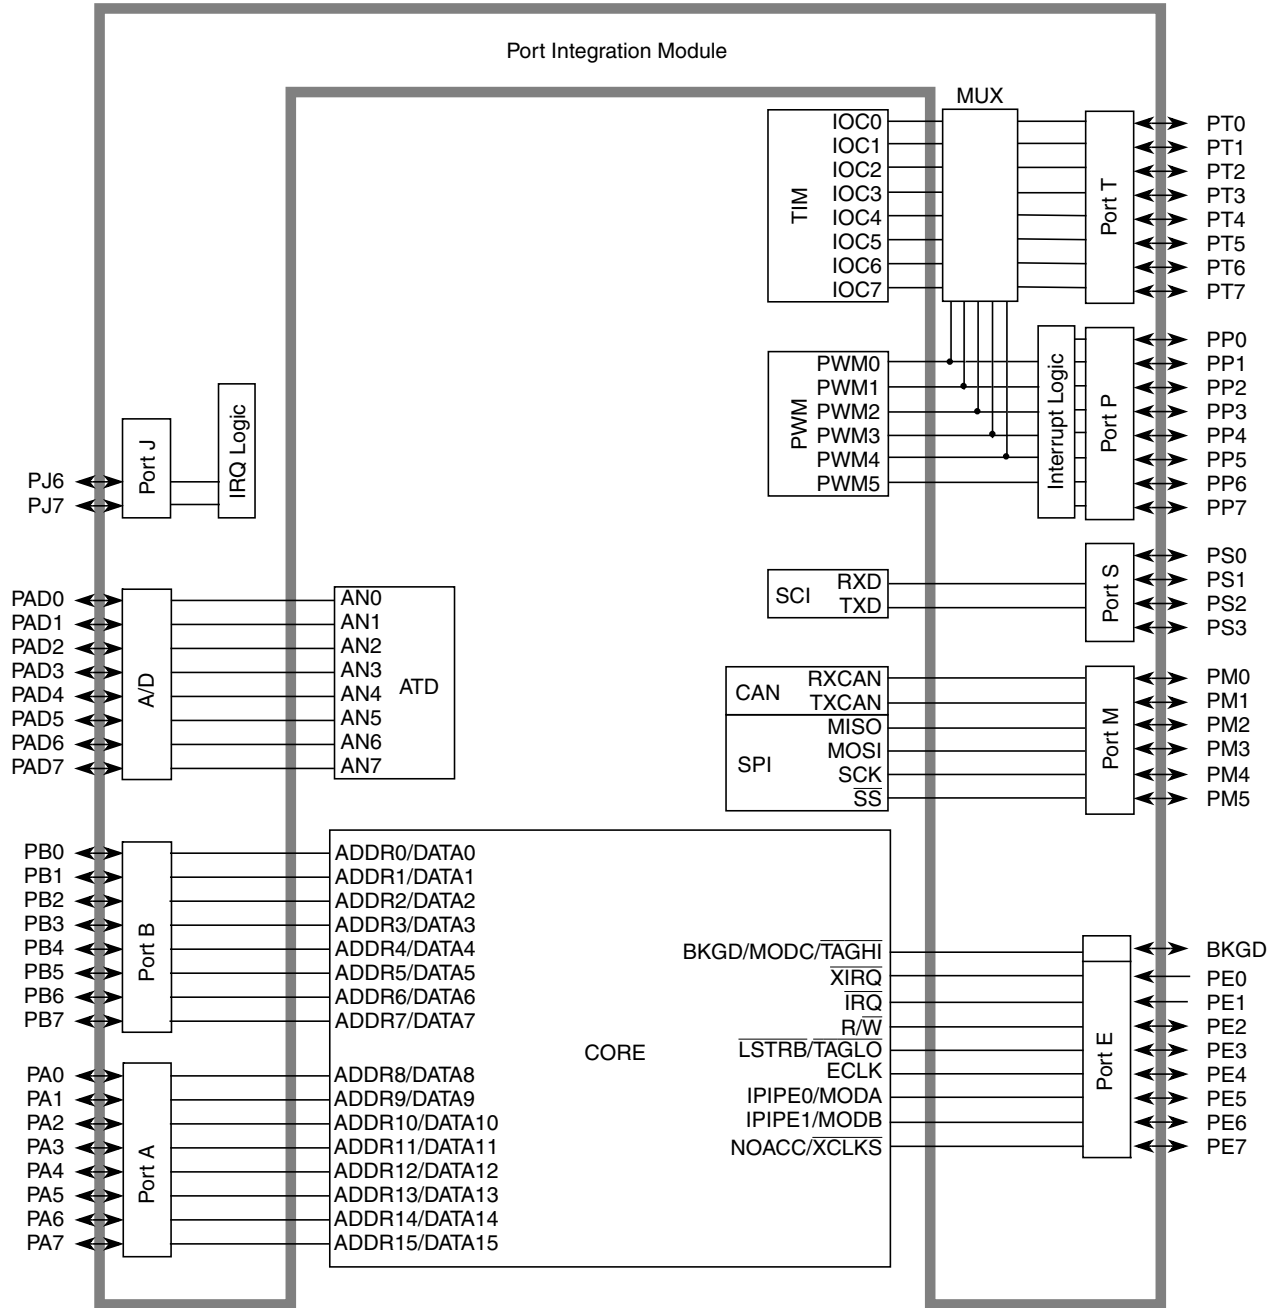 Port Integration Module
MUX
TIM
IOC0
IOC1
IOC2
IOC3
IOC4
IOC5
IOC6
IOC7
Port T
PT0
PT1
PT2
PT3
PT4
PT5
PT6
PT7
PWM
PWM0
PWM1
PWM2
PWM3
PWM4
PWM5
Interrupt Logic
Port P
PP0
PP1
PP2
PP3
PP4
PP5
PP6
PP7
PJ6
PJ7
Port J
IRQ Logic
SCI
RXD
TXD
Port S
PS0
PS1
PS2
PS3
PAD0
PAD1
PAD2
PAD3
PAD4
PAD5
PAD6
PAD7
A/D
AN0
AN1
AN2
AN3
AN4
AN5
AN6
AN7
ATD
CAN
RXCAN
TXCAN
SPI
MISO
MOSI
SCK
SS
Port M
PM0
PM1
PM2
PM3
PM4
PM5
PB0
PB1
PB2
PB3
PB4
PB5
PB6
PB7
Port B
ADDR0/DATA0
ADDR1/DATA1
ADDR2/DATA2
ADDR3/DATA3
ADDR4/DATA4
ADDR5/DATA5
ADDR6/DATA6
ADDR7/DATA7
PA0
PA1
PA2
PA3
PA4
PA5
PA6
PA7
Port A
ADDR8/DATA8
ADDR9/DATA9
ADDR10/DATA10
ADDR11/DATA11
ADDR12/DATA12
ADDR13/DATA13
ADDR14/DATA14
ADDR15/DATA15
CORE
BKGD/MODC/TAGHI
XIRQ
IRQ
R/W
LSTRB/TAGLO
ECLK
IPIPE0/MODA
IPIPE1/MODB
NOACC/XCLKS
Port E
BKGD
PE0
PE1
PE2
PE3
PE4
PE5
PE6
PE7